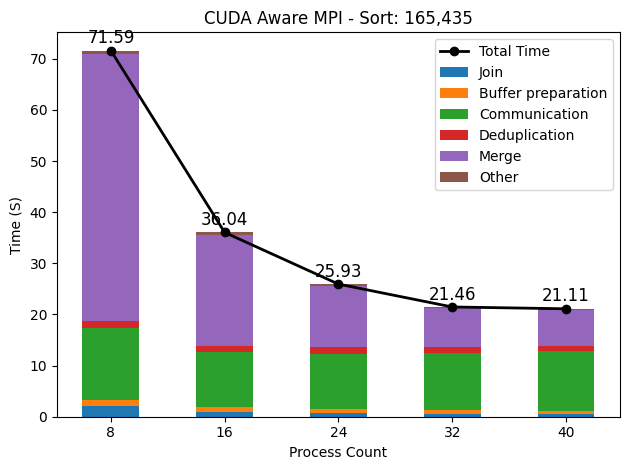 CUDA Aware MPI - Sort: 165,435
Time (S)
70
60
50
40
30
20
10
0
71.59
36.04
25.93
21.46
21.11
Total Time
Join
Buffer preparation
Communication
Deduplication
Merge
Other
8
16
24
32
40
Process Count